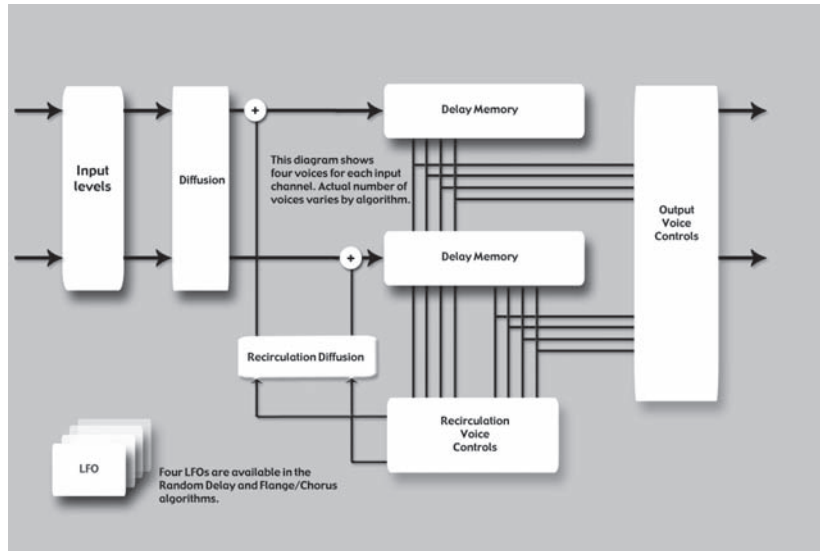 Input
levels
Diffusion
+
Delay Memory
This diagram shows
four voices for each input
channel. Actual number of
voices varies by algorithm.
+
Delay Memory
Output
Voice
Controls
Recirculation Diffusion
Recirculation
Voice
Controls
LFO
Four LFOs are available in the
Random Delay and Flange/Chorus
algorithms.